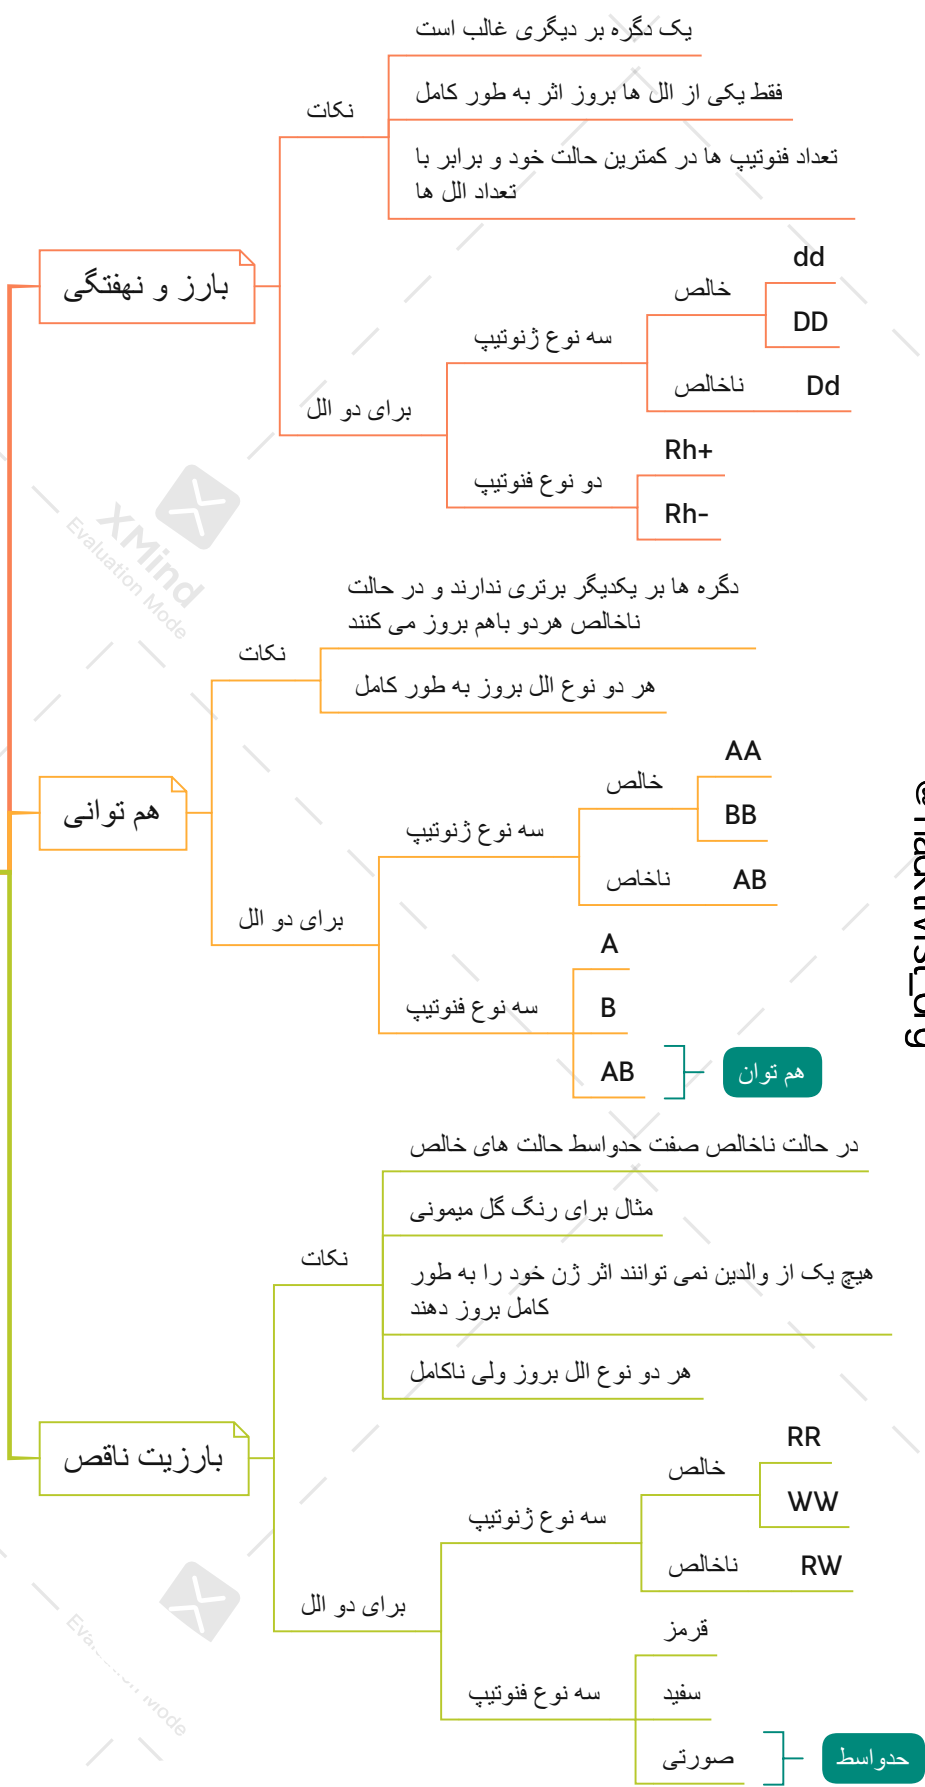 یک دگره بر دیگری غالب است
فقط یکی از الل ها بروز اثر به طور کامل
نکات
تعداد فنوتیپ ها در کمترین حالت خود و برابر با
تعداد الل ها
بارز و نهفتگی
dd
خالص
DD
سه نوع ژنوتیپ
ناخالص
Dd
برای دو الل
Rh+
دو نوع فنوتیپ
Rh-
XMind
Evaluation Mode
دگره ها بر یکدیگر برتری ندارند و در حالت
ناخالص هردو باهم بروز می کنند
نکات
هر دو نوع الل بروز به طور کامل
هم توانی
AA
خالص
BB
سه نوع ژنوتیپ
ناخاص
AB
برای دو الل
A
سه نوع فنوتیپ
B
AB
هم توان
در حالت ناخالص صفت حدواسط حالت های خالص
مثال برای رنگ گل میمونی
نکات
هیچ یک از والدین نمی توانند اثر ژن خود را به طور
کامل بروز دهند
هر دو نوع الل بروز ولی ناکامل
بارزیت ناقص
RR
خالص
WW
سه نوع ژنوتیپ
ناخالص
RW
برای دو الل
قرمز
سه نوع فنوتیپ
سفید
صورتی
حدواسط
Mode